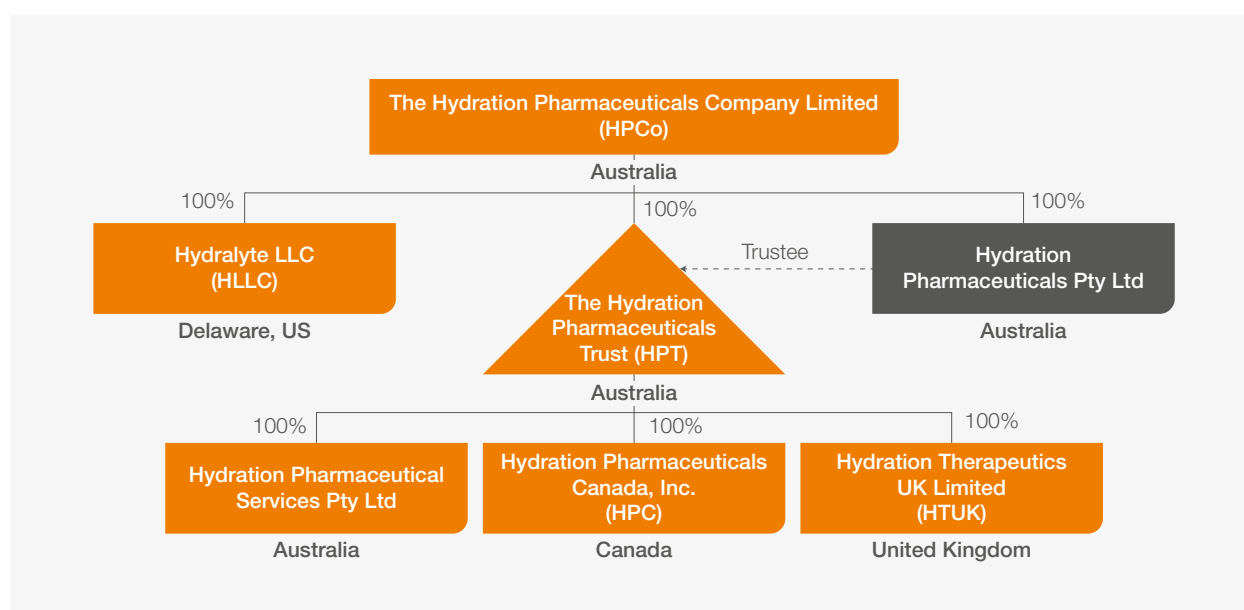 The Hydration Pharmaceuticals Company Limited
(HPCo)
Australia
100%
100%
100%
Hydralyte LLC
(HLLC)
Delaware, US
The Hydration
Pharmaceuticals
Trust (HPT)
Australia
Trustee
Hydration
Pharmaceuticals Pty Ltd
Australia
100%
100%
100%
Hydration Pharmaceutical
Services Pty Ltd
Australia
Hydration Pharmaceuticals
Canada, Inc.
(HPC)
Canada
Hydration Therapeutics
UK Limited
(HTUK)
United Kingdom